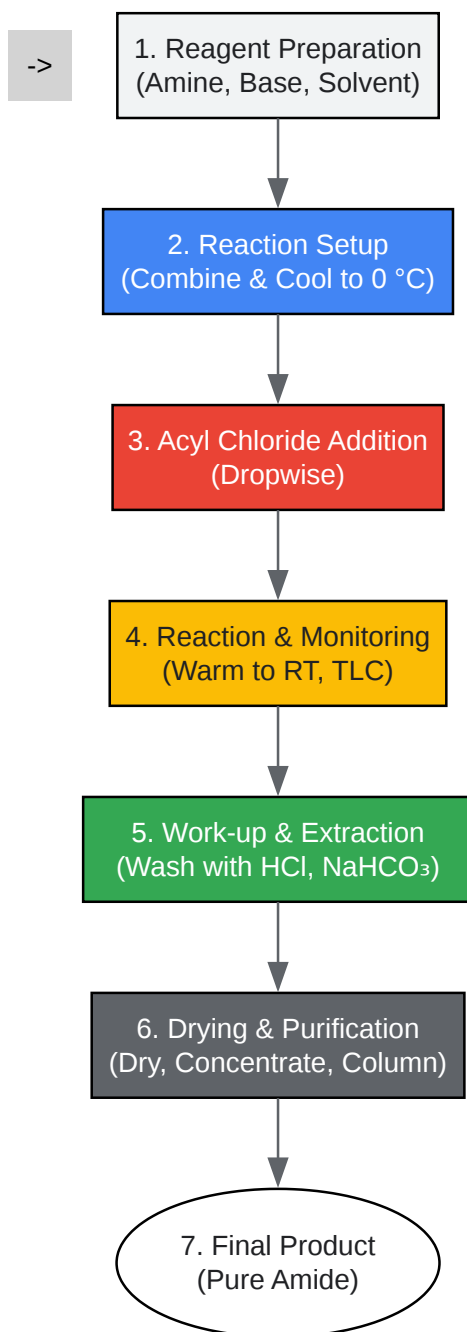 ->
1. Reagent Preparation
(Amine, Base, Solvent)
2. Reaction Setup
(Combine & Cool to 0 °C)
3. Acyl Chloride Addition
(Dropwise)
4. Reaction & Monitoring
(Warm to RT, TLC)
5. Work-up & Extraction
(Wash with HCl, NaHCO₃)
6. Drying & Purification
(Dry, Concentrate, Column)
7. Final Product
(Pure Amide)